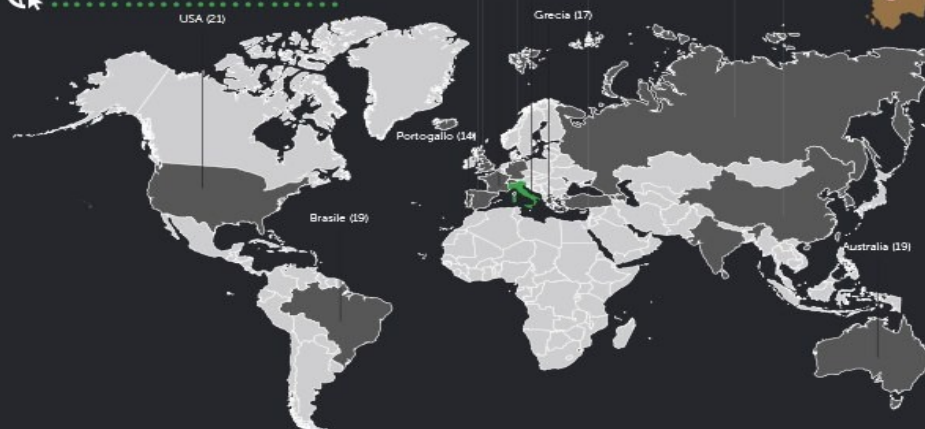 USA (21)
Grecia (17)
Portogallo (14)
Brasile (19)
Australia (19)